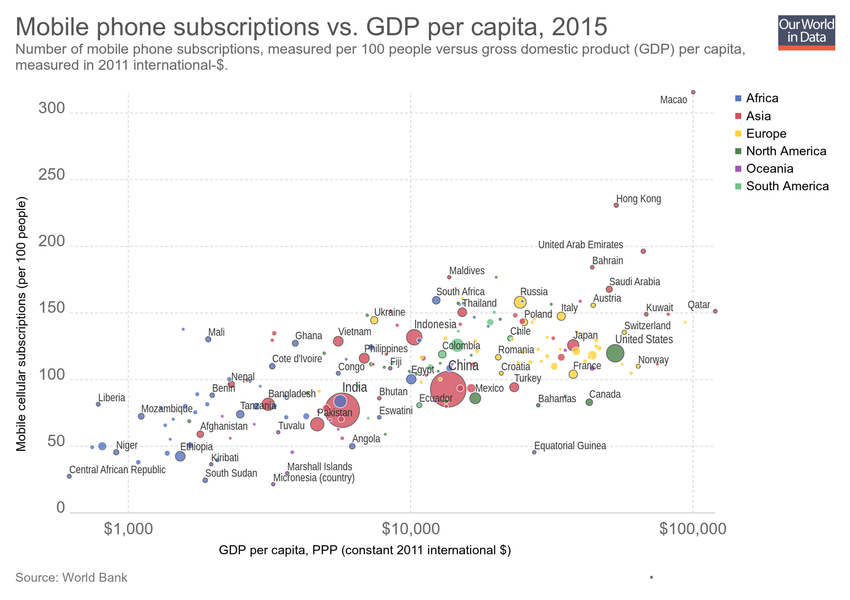 Mobile phone subscriptions vs. GDP per capita, 2015
Our World
in Data
Number of mobile phone subscriptions, measured per 100 people versus gross domestic product (GDP) per capita,
measured in 2011 international-$.
Mobile cellular subscriptions (per 100 people)
300
250
200
150
100
50
0
Macao
Hong Kong
United Arab Emirates
Bahrain
Maldives
Saudi Arabia
South Africa
Russia
Austria
Thailand
Kuwait
Qatar
Ukraine
Poland
Italy
Indonesia
Switzerland
Mali
Ghana
Vietnam
Chile
Japan
United States
Philippines
Colombia
Romania
Cote d'Ivoire
Fiji
China
Norway
Congo
Egypt
Croatia
France
Nepal
Turkey
Benin
Bangladesh
India
Bhutan
Mexico
Liberia
Ecuador
Bahamas
Canada
Mozambique
Tanzania
Pakistan
Eswatini
Afghanistan
Tuvalu
Angola
Niger
Ethiopia
Equatorial Guinea
Kiribati
Central African Republic
South Sudan
Marshall Islands
Micronesia (country)
$1,000
$10,000
$100,000
GDP per capita, PPP (constant 2011 international $)
Africa
Asia
Europe
North America
Oceania
South America
Source: World Bank